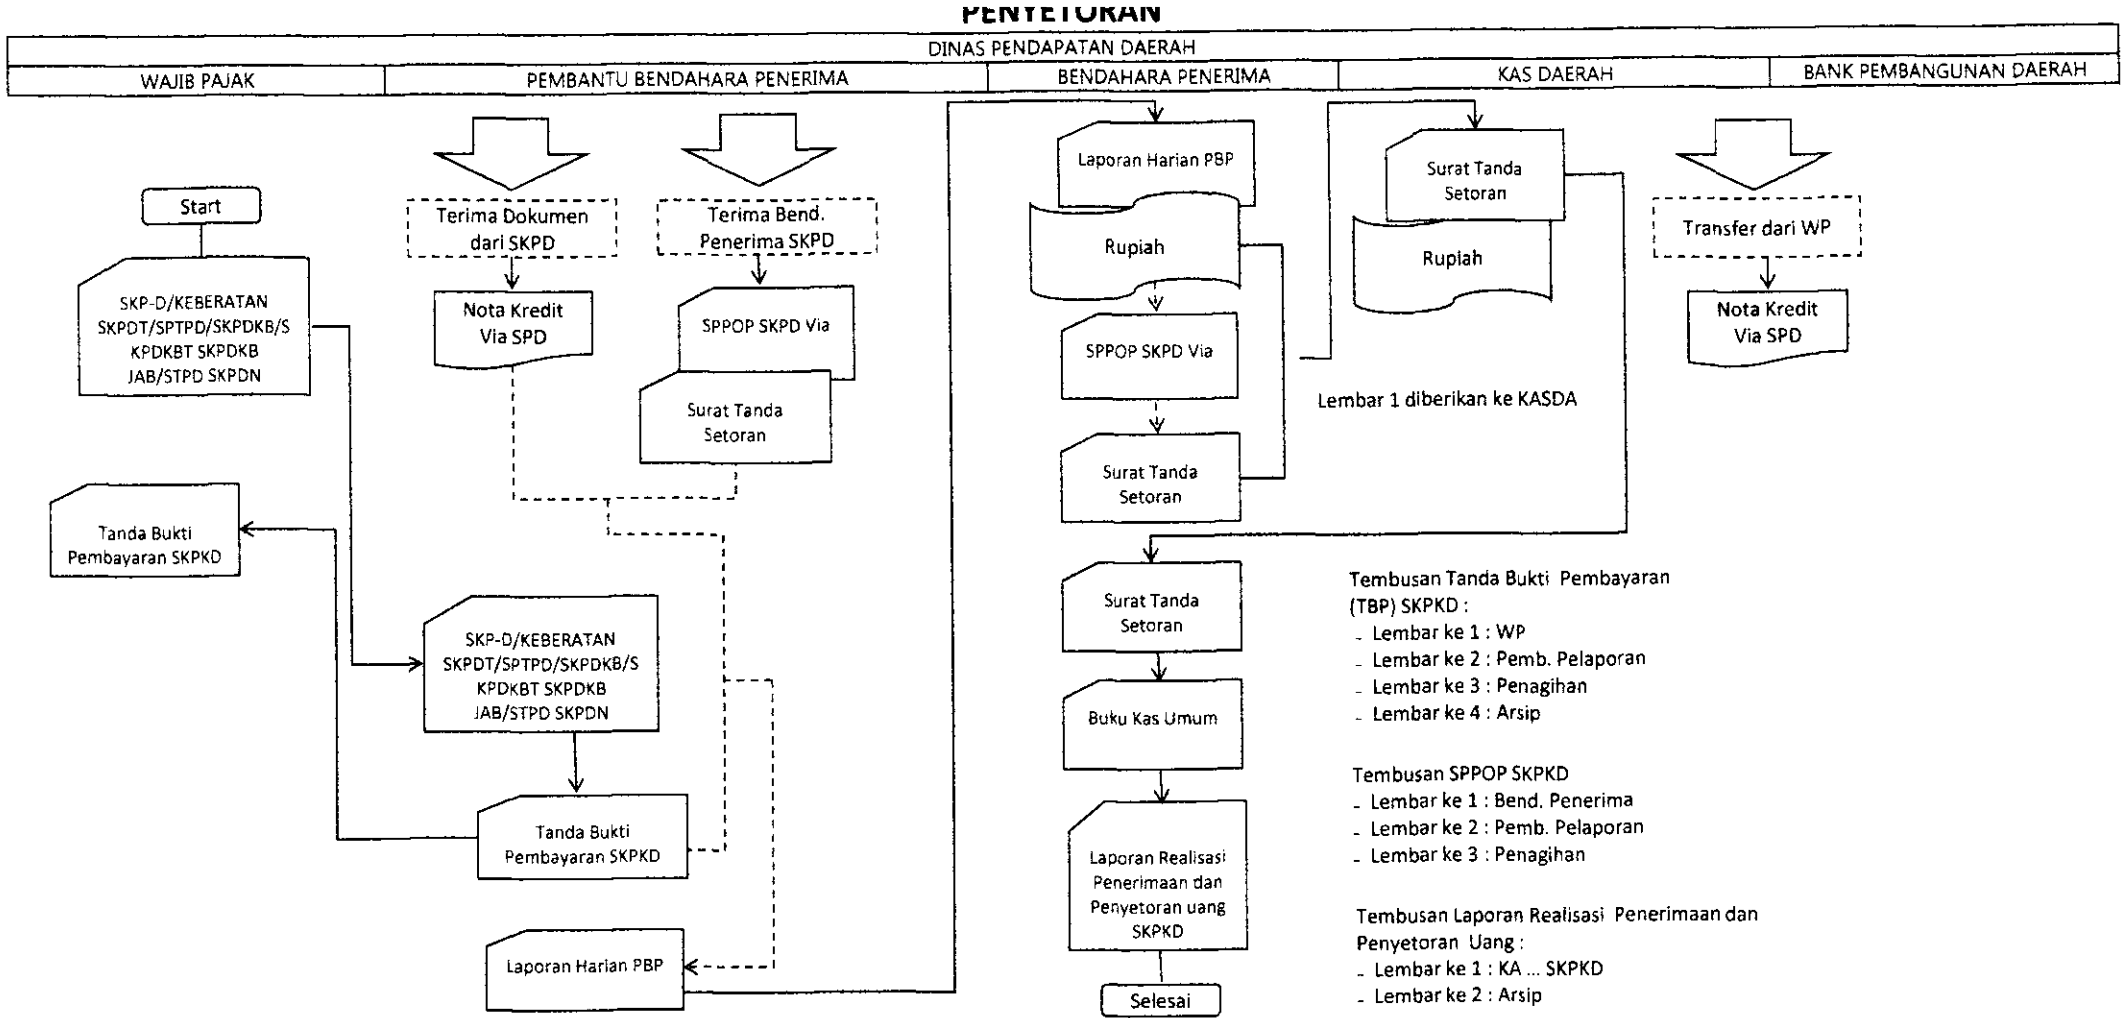 PENYETORAN
DINAS PENDAPATAN DAERAH
WAJIB PAJAK
PEMBANTU BENDAHARA PENERIMA
BENDAHARA PENERIMA
KAS DAERAH
BANK PEMBANGUNAN DAERAH
Start
SKP-D/KEBERATAN
SKPDT/SPTPD/SKPDKB/S
KPDKBT SKPDKB
JAB/STPD SKPDN
Tanda Bukti
Pembayaran SKPKD
Terima Dokumen
dari SKPD
Nota Kredit
Via SPD
Terima Bend.
Penerima SKPD
SPPOP SKPD Via
Surat Tanda
Setoran
SKP-D/KEBERATAN
SKPDT/SPTPD/SKPDKB/S
KPDKBT SKPDKB
JAB/STPD SKPDN
Tanda Bukti
Pembayaran SKPKD
Laporan Harian PBP
Laporan Harian PBP
Rupiah
SPPOP SKPD Via
Surat Tanda
Setoran
Surat Tanda
Setoran
Buku Kas Umum
Laporan Realisasi
Penerimaan dan
Penyetoran uang
SKPKD
Selesai
Surat Tanda
Setoran
Rupiah
Lembar 1 diberikan ke KASDA
Transfer dari WP
Nota Kredit
Via SPD
Tembusan Tanda Bukti Pembayaran
(TBP) SKPKD :
- Lembar ke 1 : WP
- Lembar ke 2 : Pemb. Pelaporan
- Lembar ke 3 : Penagihan
- Lembar ke 4 : Arsip
Tembusan SPPOP SKPKD
- Lembar ke 1 : Bend. Penerima
- Lembar ke 2 : Pemb. Pelaporan
- Lembar ke 3 : Penagihan
Tembusan Laporan Realisasi Penerimaan dan
Penyetoran Uang :
- Lembar ke 1 : KA ... SKPKD
- Lembar ke 2 : Arsip